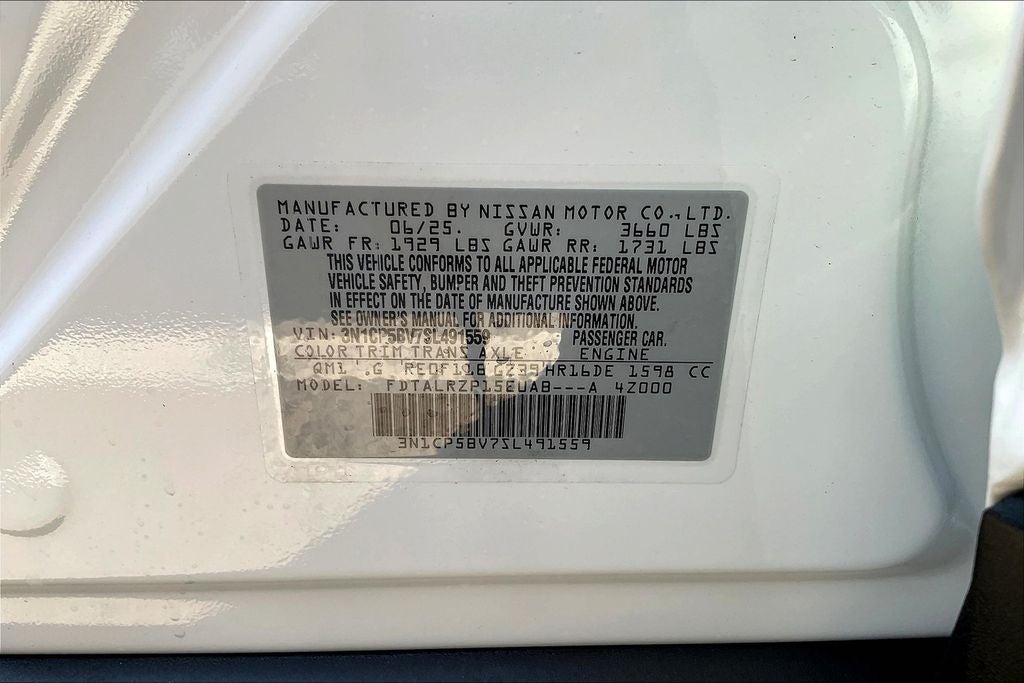 MANUFACTURED BY NISSAN MOTOR CO.,LTD.
DATE: 06/25. GVWR: 3660 LBS
GAWR FR: 1929 LBS GAWR RR: 1731 LBS
THIS VEHICLE CONFORMS TO ALL APPLICABLE FEDERAL MOTOR
VEHICLE SAFETY, BUMPER AND THEFT PREVENTION STANDARDS
IN EFFECT ON THE DATE OF MANUFACTURE SHOWN ABOVE.
SEE OWNER'S MANUAL FOR ADDITIONAL INFORMATION.
VIN: 3N1CP5BV7SL491559 PASSENGER CAR.
COLOR TRIM TRANS AXLE ENGINE
QM1 G RE0F11B GZ39 HR16DE 1598 CC
MODEL: FDTALRZP15EUAB---A 4Z000
3N1CP5BV7SL491559